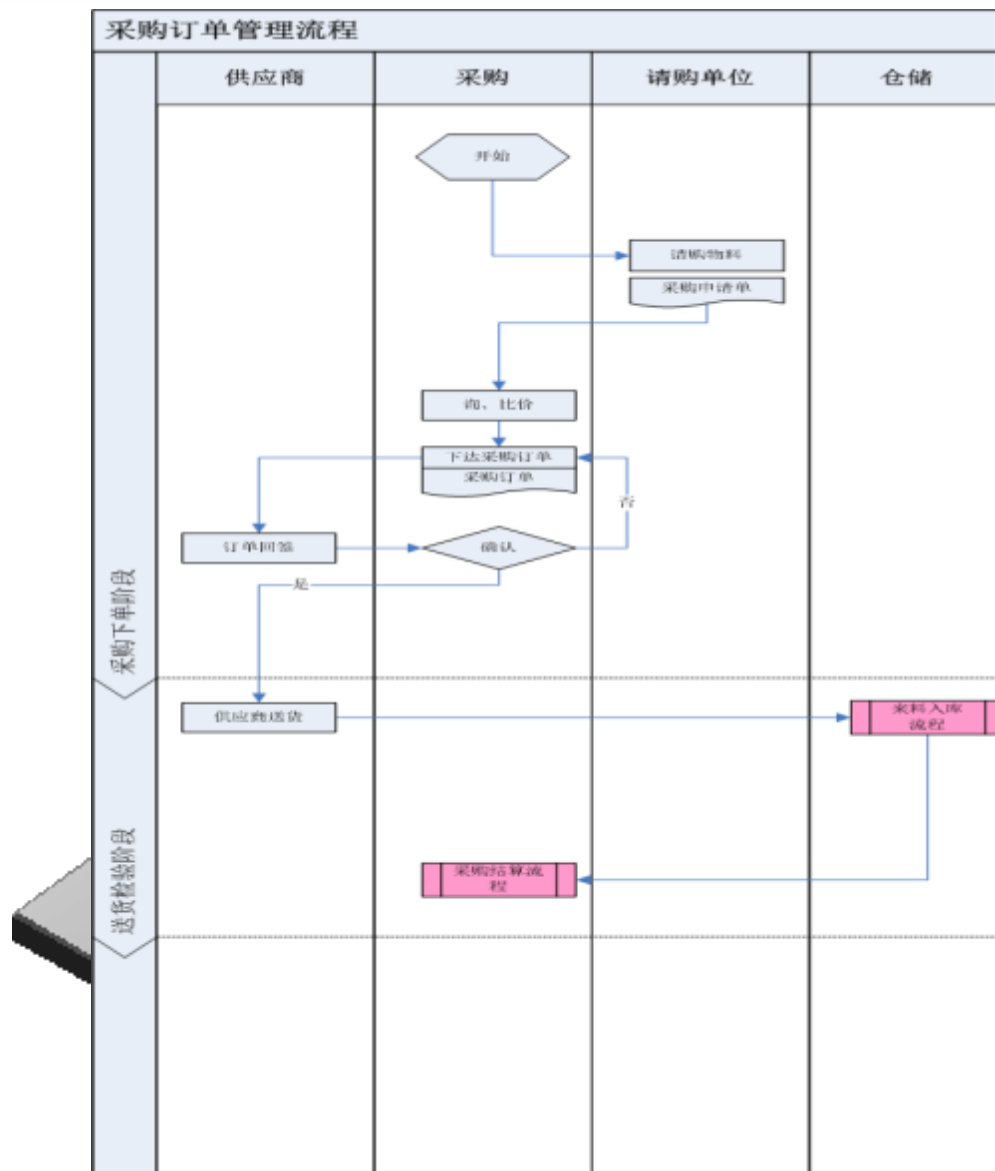 采购订单管理流程
供应商
采购
请购单位
仓储
开始
请购物料
采购申请单
询、比价
下达采购订单
采购订单
否
订单回签
确认
是
采购下单阶段
供应商送货
来料入库
流程
送货检验阶段
采购结算流
程